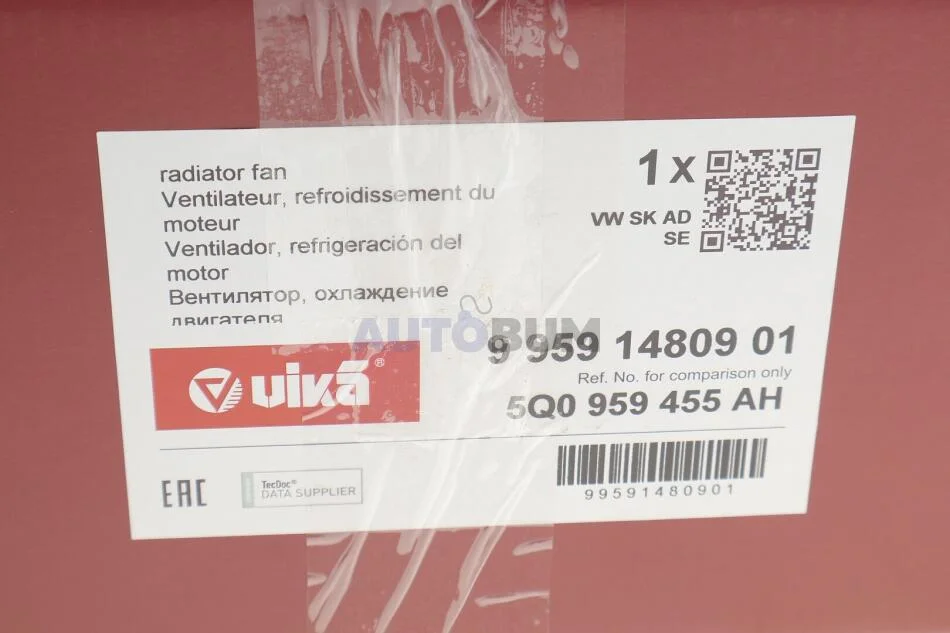 radiator fan
Ventilateur, refroidissement du
moteur
Ventilador, refrigeración del
motor
Вентилятор, охлаждение
двигателя
1 x
VW SK AD
SE
AUTOBUM
9 959 14809 01
Ref. No. for comparison only
5Q0 959 455 AH
vikă®
99591480901
EAC
TecDoc®
DATA SUPPLIER